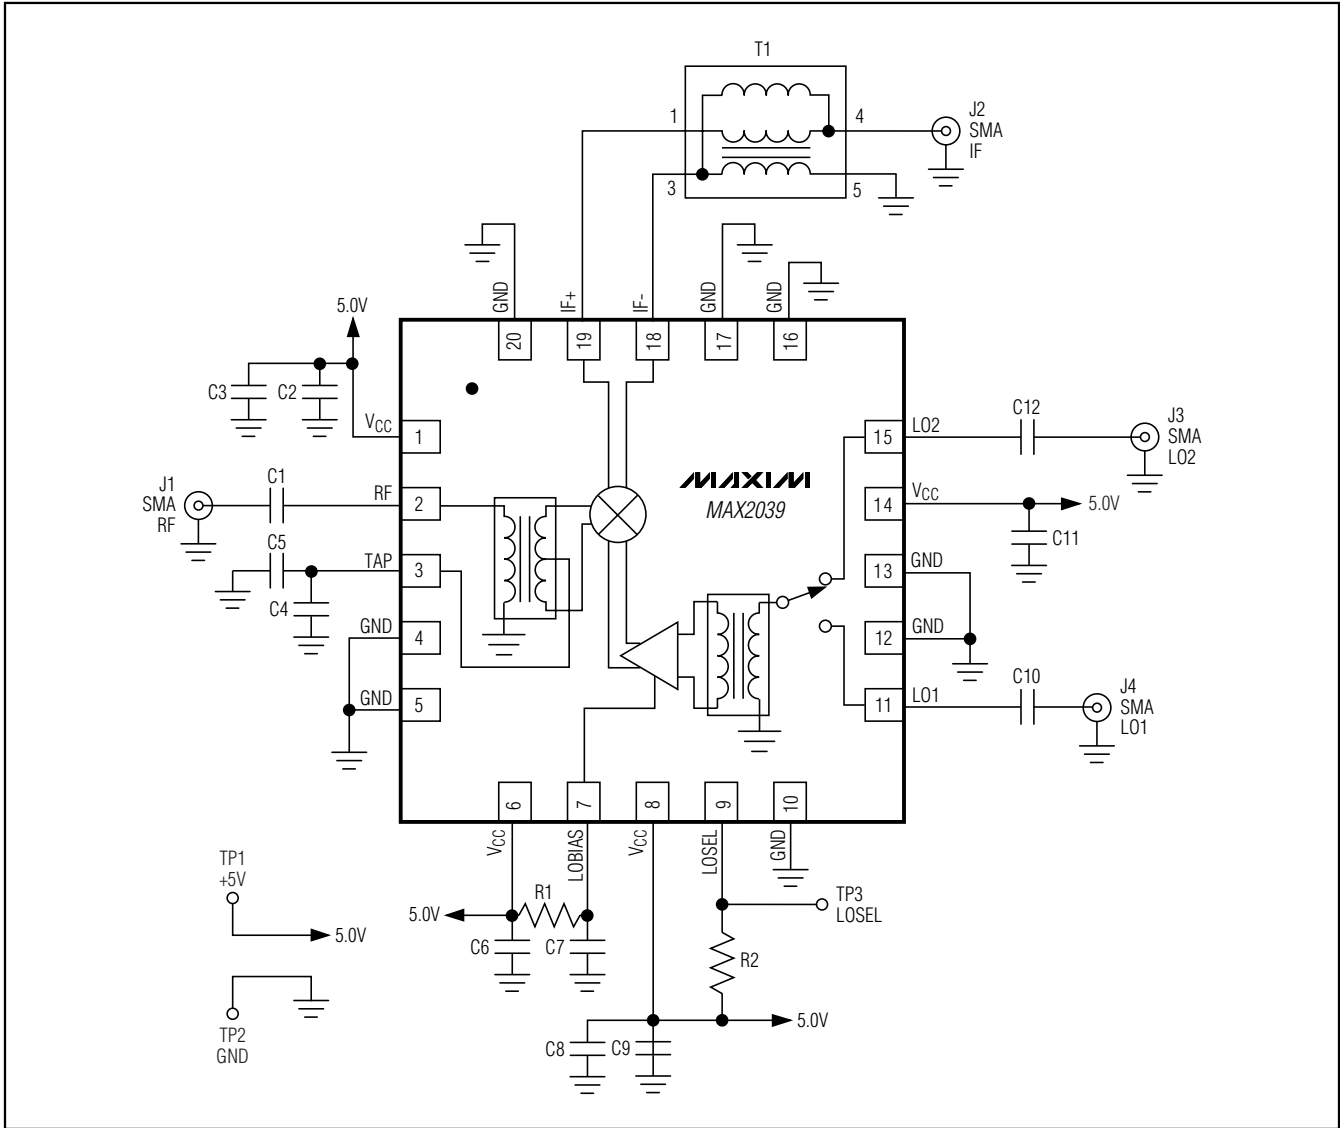 T1
1
4
3
5
J2
SMA
IF
GND
IF+
IF-
GND
GND
20
19
18
17
16
5.0V
C3
C2
VCC
1
J1
SMA
RF
C1
RF
2
C5
C4
TAP
3
GND
4
GND
5
MAXIM
MAX2039
15
LO2
C12
J3
SMA
LO2
14
VCC
5.0V
C11
13
GND
12
GND
11
LO1
C10
J4
SMA
LO1
6
7
8
9
10
VCC
LOBIAS
VCC
LOSEL
GND
TP1
+5V
5.0V
TP2
GND
5.0V
R1
C6
C7
TP3
LOSEL
R2
5.0V
C8
C9